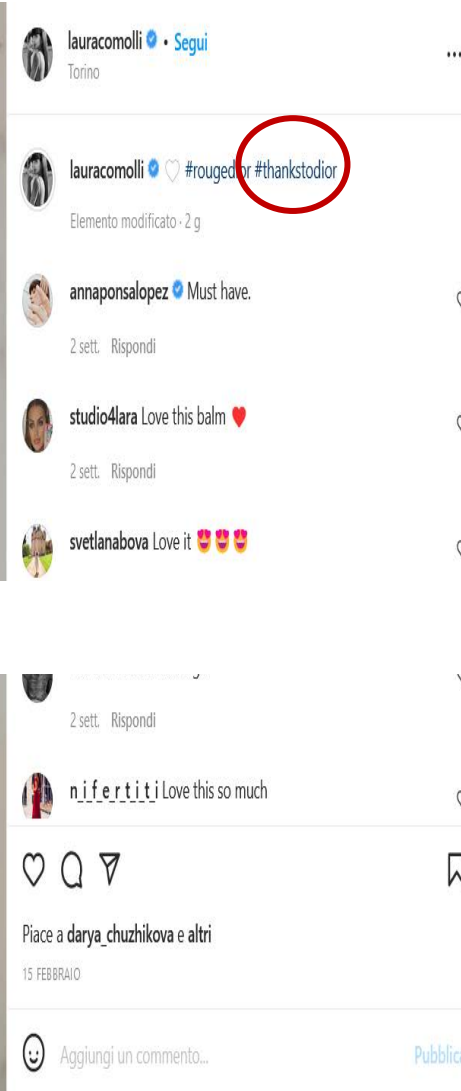 lauracomolli • Segui
Torino
lauracomolli #rougedior #thankstodior
Elemento modificato · 2 g
annaponsalopez Must have.
2 sett. Rispondi
studio4lara Love this balm ♥
2 sett. Rispondi
svetlanabova Love it 😍😍😍
2 sett. Rispondi
n_i_f_e_r_t_i_t_i Love this so much
Piace a darya_chuzhikova e altri
15 FEBBRAIO
Aggiungi un commento... Pubblica